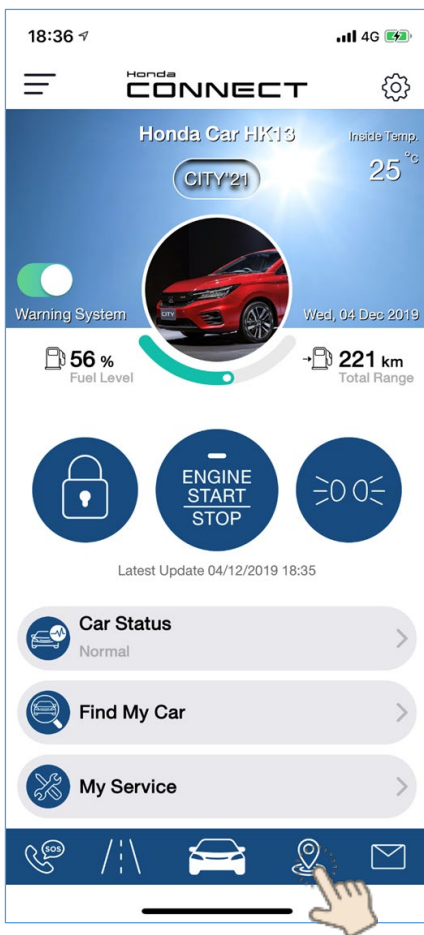 18:36
4G
Honda
CONNECT
Honda Car HK13
Inside Temp.
25 °C
CITY'21
CITY
Warning System
Wed, 04 Dec 2019
56 %
Fuel Level
221 km
Total Range
ENGINE
START
STOP
Latest Update 04/12/2019 18:35
Car Status
Normal
Find My Car
My Service
SOS